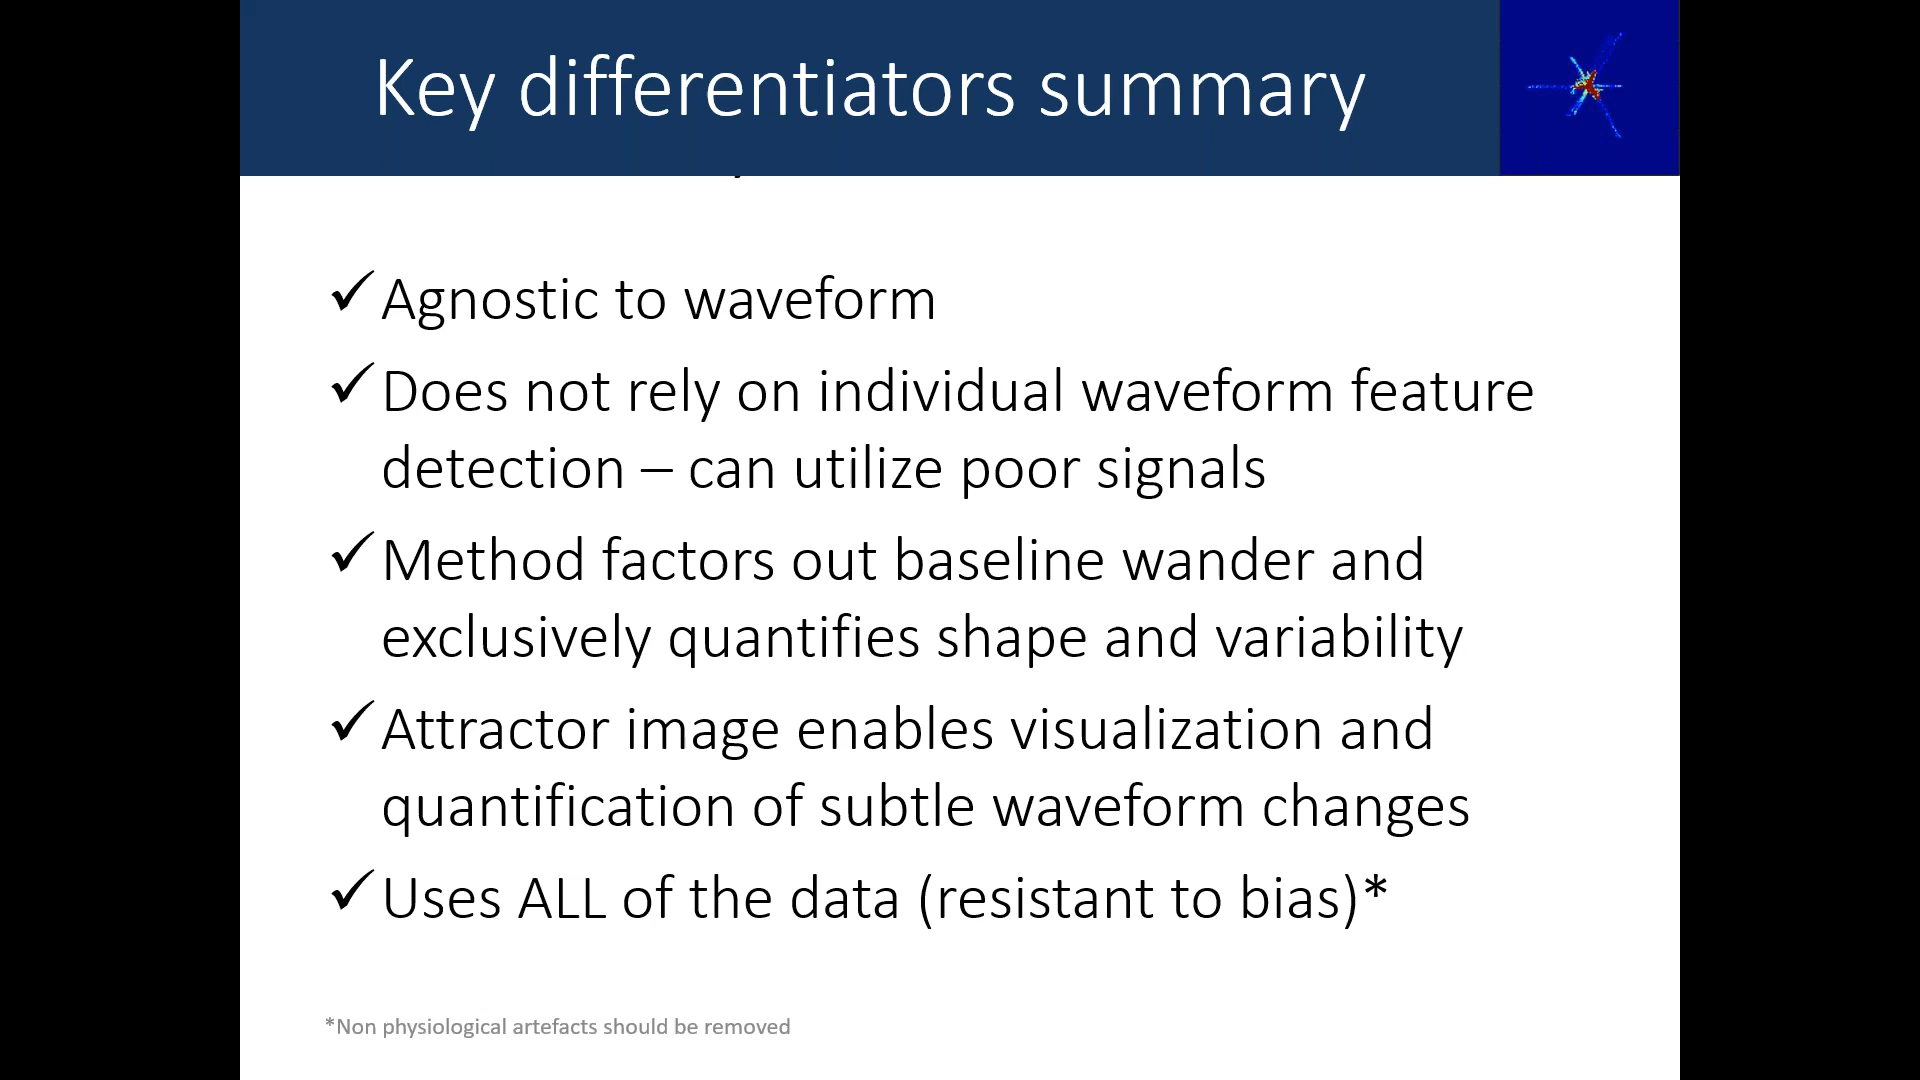 Key differentiators summary
✓Agnostic to waveform
✓Does not rely on individual waveform feature
detection – can utilize poor signals
✓Method factors out baseline wander and
exclusively quantifies shape and variability
✓Attractor image enables visualization and
quantification of subtle waveform changes
✓Uses ALL of the data (resistant to bias)*
*Non physiological artefacts should be removed